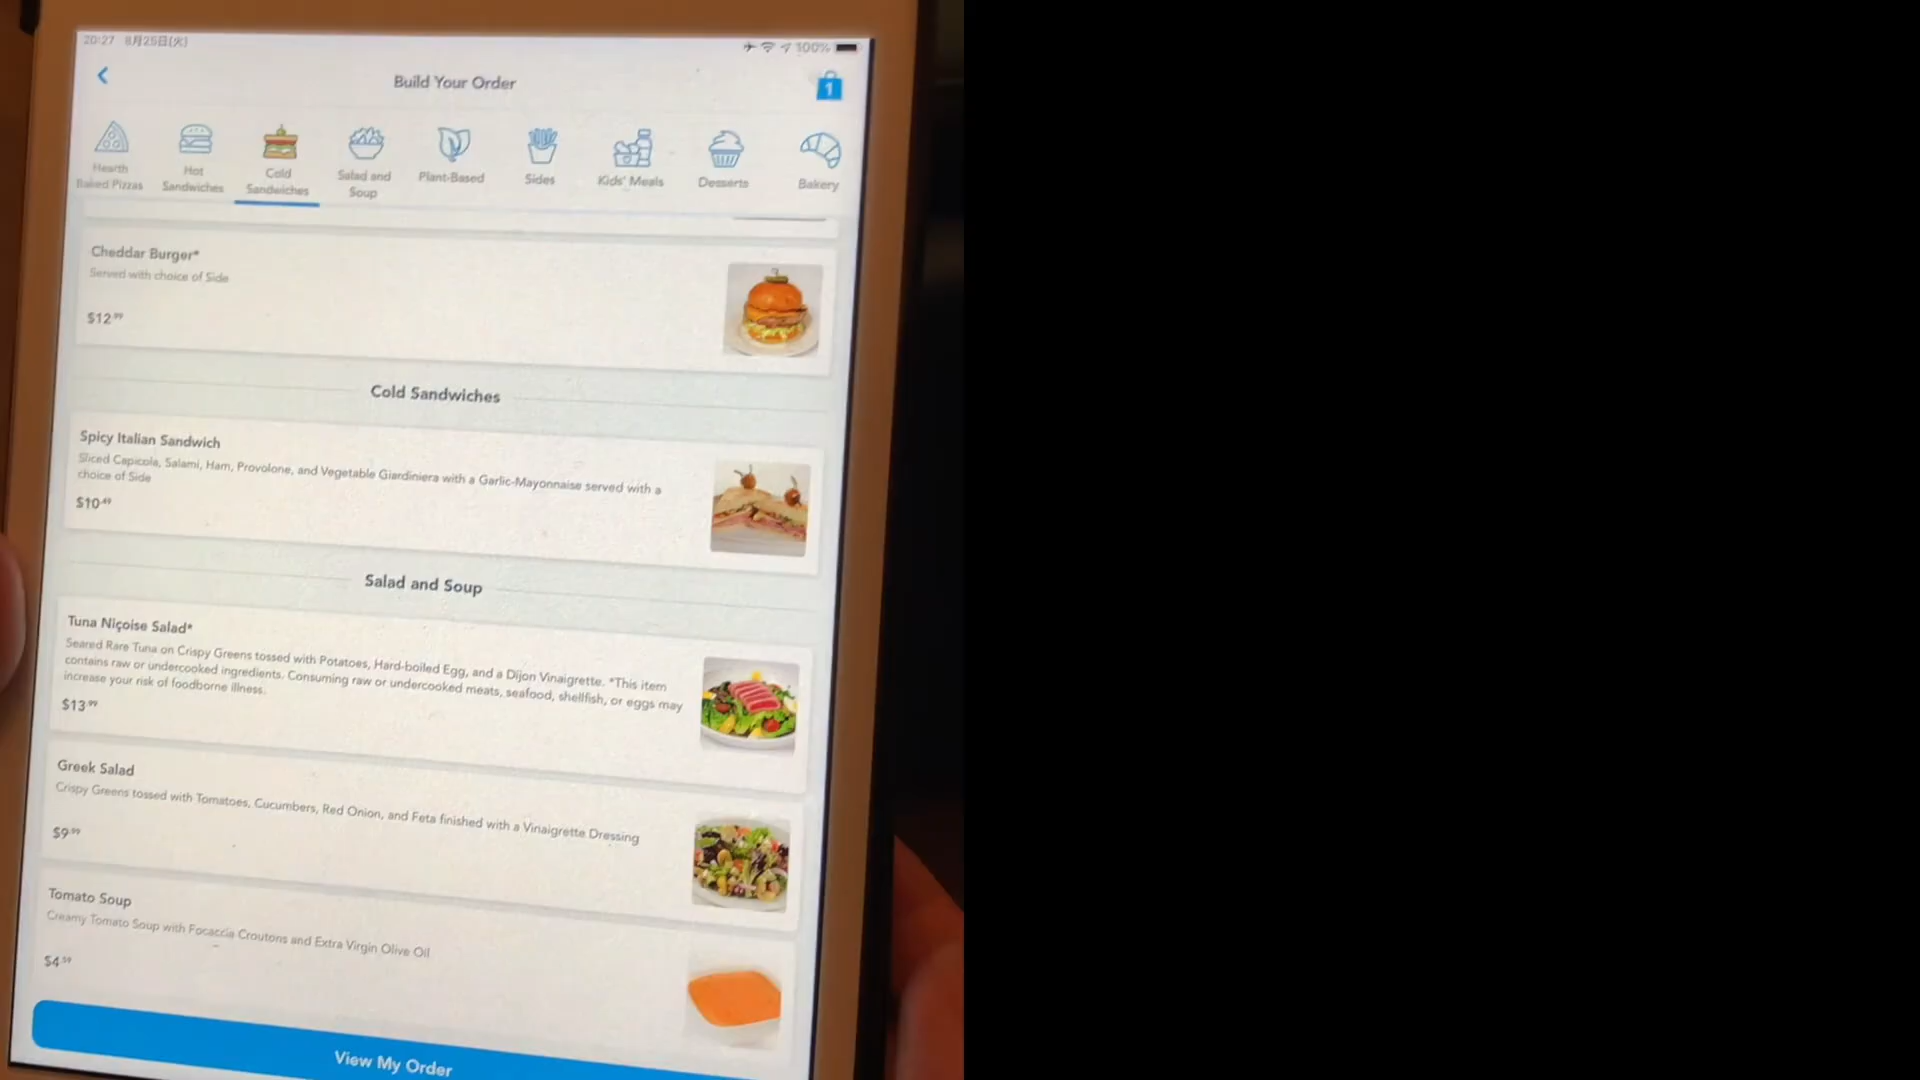 20:27 8月25日(火)
100%
Build Your Order
1
Hearth
Baked Pizzas
Hot
Sandwiches
Cold
Sandwiches
Salad and
Soup
Plant-Based
Sides
Kids' Meals
Desserts
Bakery
Cheddar Burger*
Served with choice of Side
$12.99
Cold Sandwiches
Spicy Italian Sandwich
Sliced Capicola, Salami, Ham, Provolone, and Vegetable Giardiniera with a Garlic-Mayonnaise served with a
choice of Side
$10.49
Salad and Soup
Tuna Niçoise Salad*
Seared Rare Tuna on Crispy Greens tossed with Potatoes, Hard-boiled Egg, and a Dijon Vinaigrette. *This item
contains raw or undercooked ingredients. Consuming raw or undercooked meats, seafood, shellfish, or eggs may
increase your risk of foodborne illness.
$13.99
Greek Salad
Crispy Greens tossed with Tomatoes, Cucumbers, Red Onion, and Feta finished with a Vinaigrette Dressing
$9.99
Tomato Soup
Creamy Tomato Soup with Focaccia Croutons and Extra Virgin Olive Oil
$4.59
View My Order